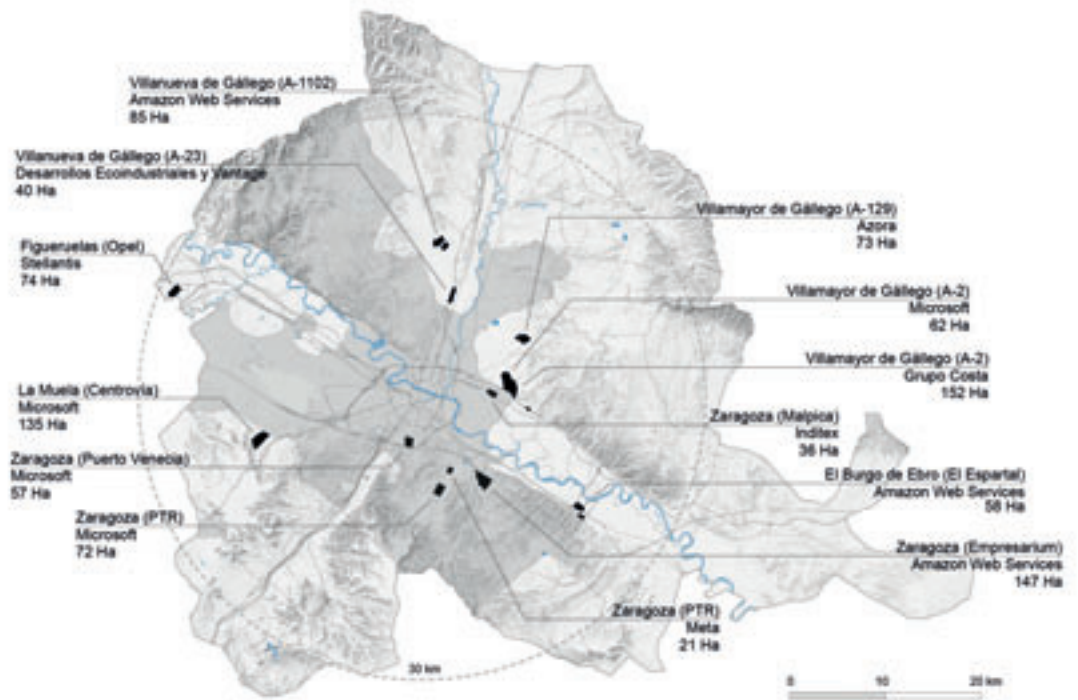 Villanueva de Gállego (A-1102)
Amazon Web Services
85 Ha
Villanueva de Gállego (A-23)
Desarrollos Ecoindustriales y Vantage
40 Ha
Figueruelas (Opel)
Stellantis
74 Ha
La Muela (Centrovía)
Microsoft
135 Ha
Zaragoza (Puerto Venecia)
Microsoft
57 Ha
Zaragoza (PTR)
Microsoft
72 Ha
Villamayor de Gállego (A-129)
Azora
73 Ha
Villamayor de Gállego (A-2)
Microsoft
62 Ha
Villamayor de Gállego (A-2)
Grupo Costa
152 Ha
Zaragoza (Malpica)
Inditex
36 Ha
El Burgo de Ebro (El Espartal)
Amazon Web Services
58 Ha
Zaragoza (Empresarium)
Amazon Web Services
147 Ha
Zaragoza (PTR)
Meta
21 Ha
30 km
0 10 20 km